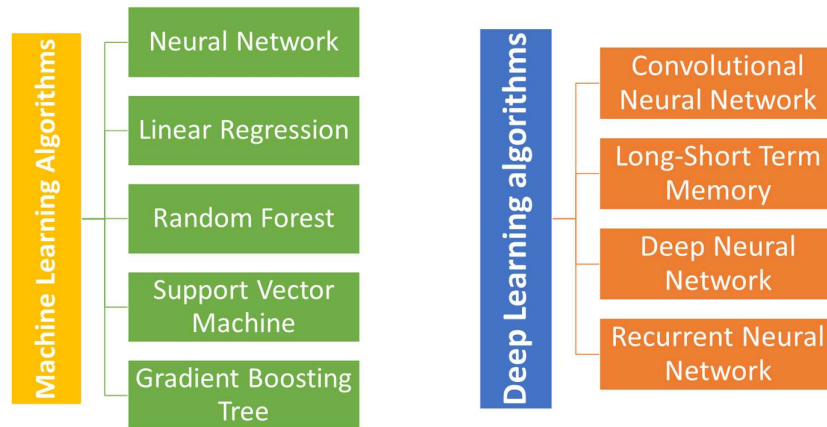 Machine Learning Algorithms
Neural Network
Linear Regression
Random Forest
Support Vector
Machine
Gradient Boosting
Tree
Deep Learning algorithms
Convolutional
Neural Network
Long-Short Term
Memory
Deep Neural
Network
Recurrent Neural
Network